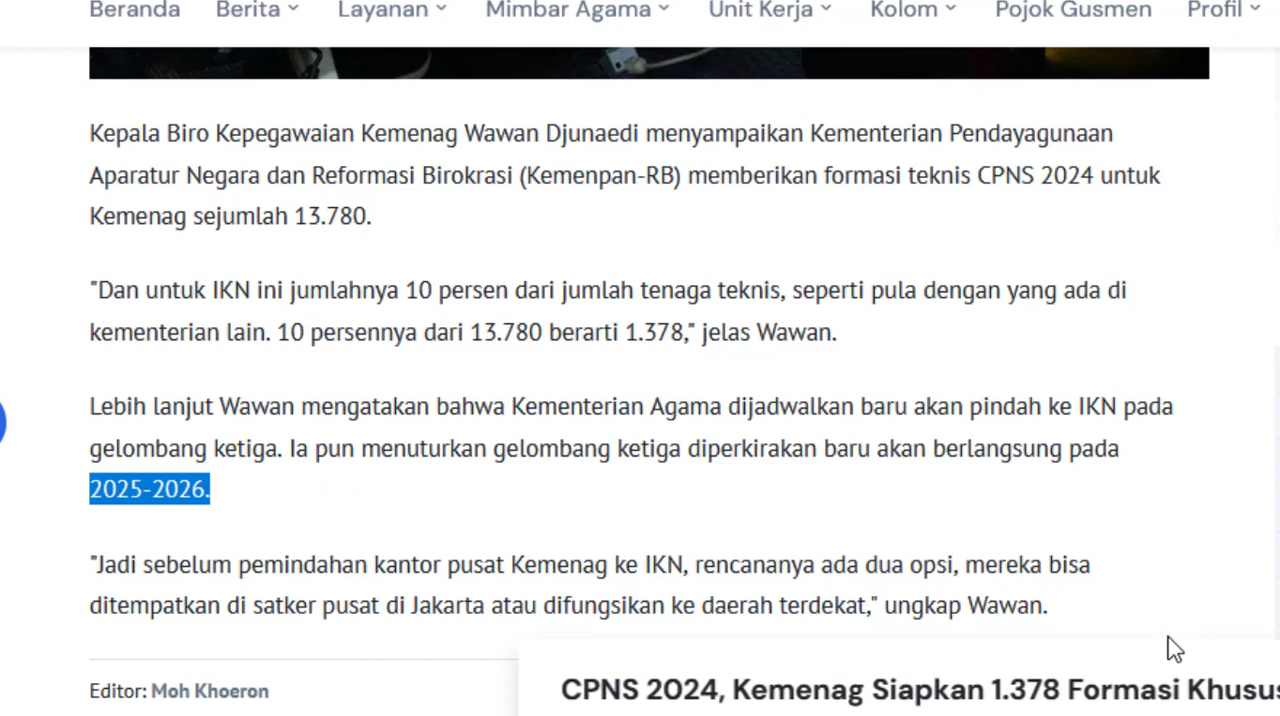 Beranda Berita Layanan Mimbar Agama Unit Kerja Kolom Pojok Gusmen Profil
Kepala Biro Kepegawaian Kemenag Wawan Djunaedi menyampaikan Kementerian Pendayagunaan
Aparatur Negara dan Reformasi Birokrasi (Kemenpan-RB) memberikan formasi teknis CPNS 2024 untuk
Kemenag sejumlah 13.780.
"Dan untuk IKN ini jumlahnya 10 persen dari jumlah tenaga teknis, seperti pula dengan yang ada di
kementerian lain. 10 persennya dari 13.780 berarti 1.378," jelas Wawan.
Lebih lanjut Wawan mengatakan bahwa Kementerian Agama dijadwalkan baru akan pindah ke IKN pada
gelombang ketiga. Ia pun menuturkan gelombang ketiga diperkirakan baru akan berlangsung pada
2025-2026.
"Jadi sebelum pemindahan kantor pusat Kemenag ke IKN, rencananya ada dua opsi, mereka bisa
ditempatkan di satker pusat di Jakarta atau difungsikan ke daerah terdekat," ungkap Wawan.
Editor: Moh Khoeron
CPNS 2024, Kemenag Siapkan 1.378 Formasi Khusus